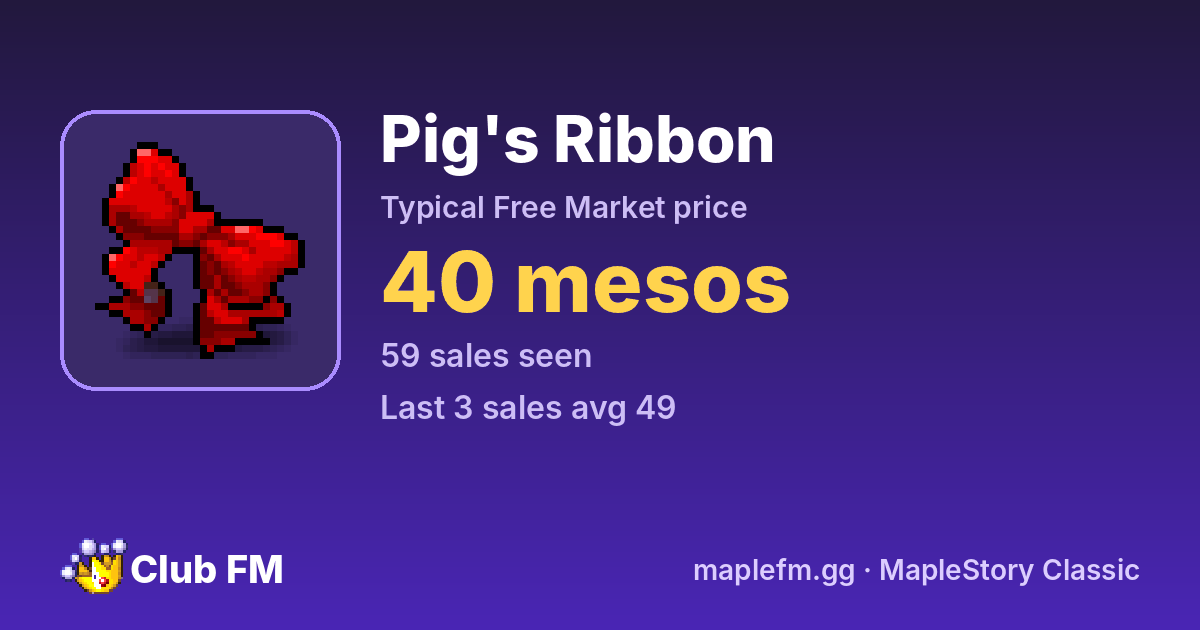 Pig's Ribbon
Typical Free Market price
40 mesos
59 sales seen
Last 3 sales avg 49
Club FM
maplefm.gg · MapleStory Classic